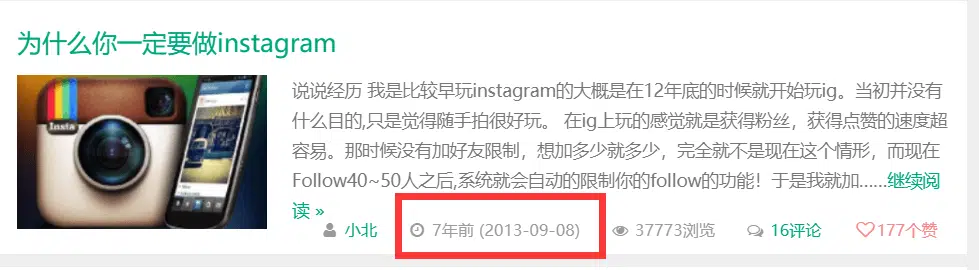 为什么你一定要做instagram
Insta
说说经历 我是比较早玩instagram的大概是在12年底的时候就开始玩ig。当初并没有
什么目的,只是觉得随手拍很好玩。 在ig上玩的感觉就是获得粉丝，获得点赞的速度超
容易。那时候没有加好友限制，想加多少就多少，完全就不是现在这个情形，而现在
Follow40~50人之后,系统就会自动的限制你的follow的功能！于是我就加......继续阅
读 »
小北 7年前 (2013-09-08) 37773浏览 16评论 177个赞